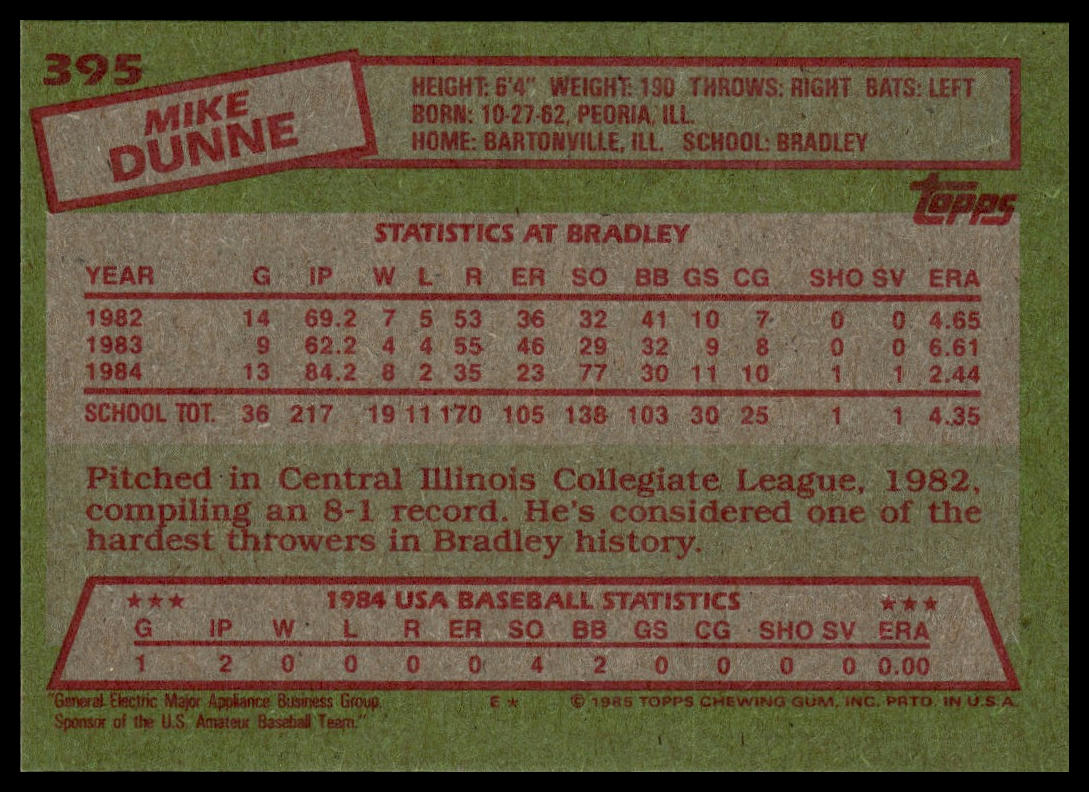 395
MIKE
DUNNE
HEIGHT: 6'4" WEIGHT: 190 THROWS: RIGHT BATS: LEFT
BORN: 10-27-62, PEORIA, ILL.
HOME: BARTONVILLE, ILL. SCHOOL: BRADLEY
topps
STATISTICS AT BRADLEY
YEAR G IP W L R ER SO BB GS CG SHO SV ERA
1982 14 69.2 7 5 53 36 32 41 10 7 0 0 4.65
1983 9 62.2 4 4 55 46 29 32 9 8 0 0 6.61
1984 13 84.2 8 2 35 23 77 30 11 10 1 1 2.44
SCHOOL TOT. 36 217 19 11 170 105 138 103 30 25 1 1 4.35
Pitched in Central Illinois Collegiate League, 1982,
compiling an 8-1 record. He's considered one of the
hardest throwers in Bradley history.
★★★ 1984 USA BASEBALL STATISTICS ★★★
G IP W L R ER SO BB GS CG SHO SV ERA
1 2 0 0 0 0 4 2 0 0 0 0 0.00
"General Electric Major Appliance Business Group,
Sponsor of the U.S. Amateur Baseball Team."
E ★ © 1985 TOPPS CHEWING GUM, INC. PRTD. IN U.S.A.